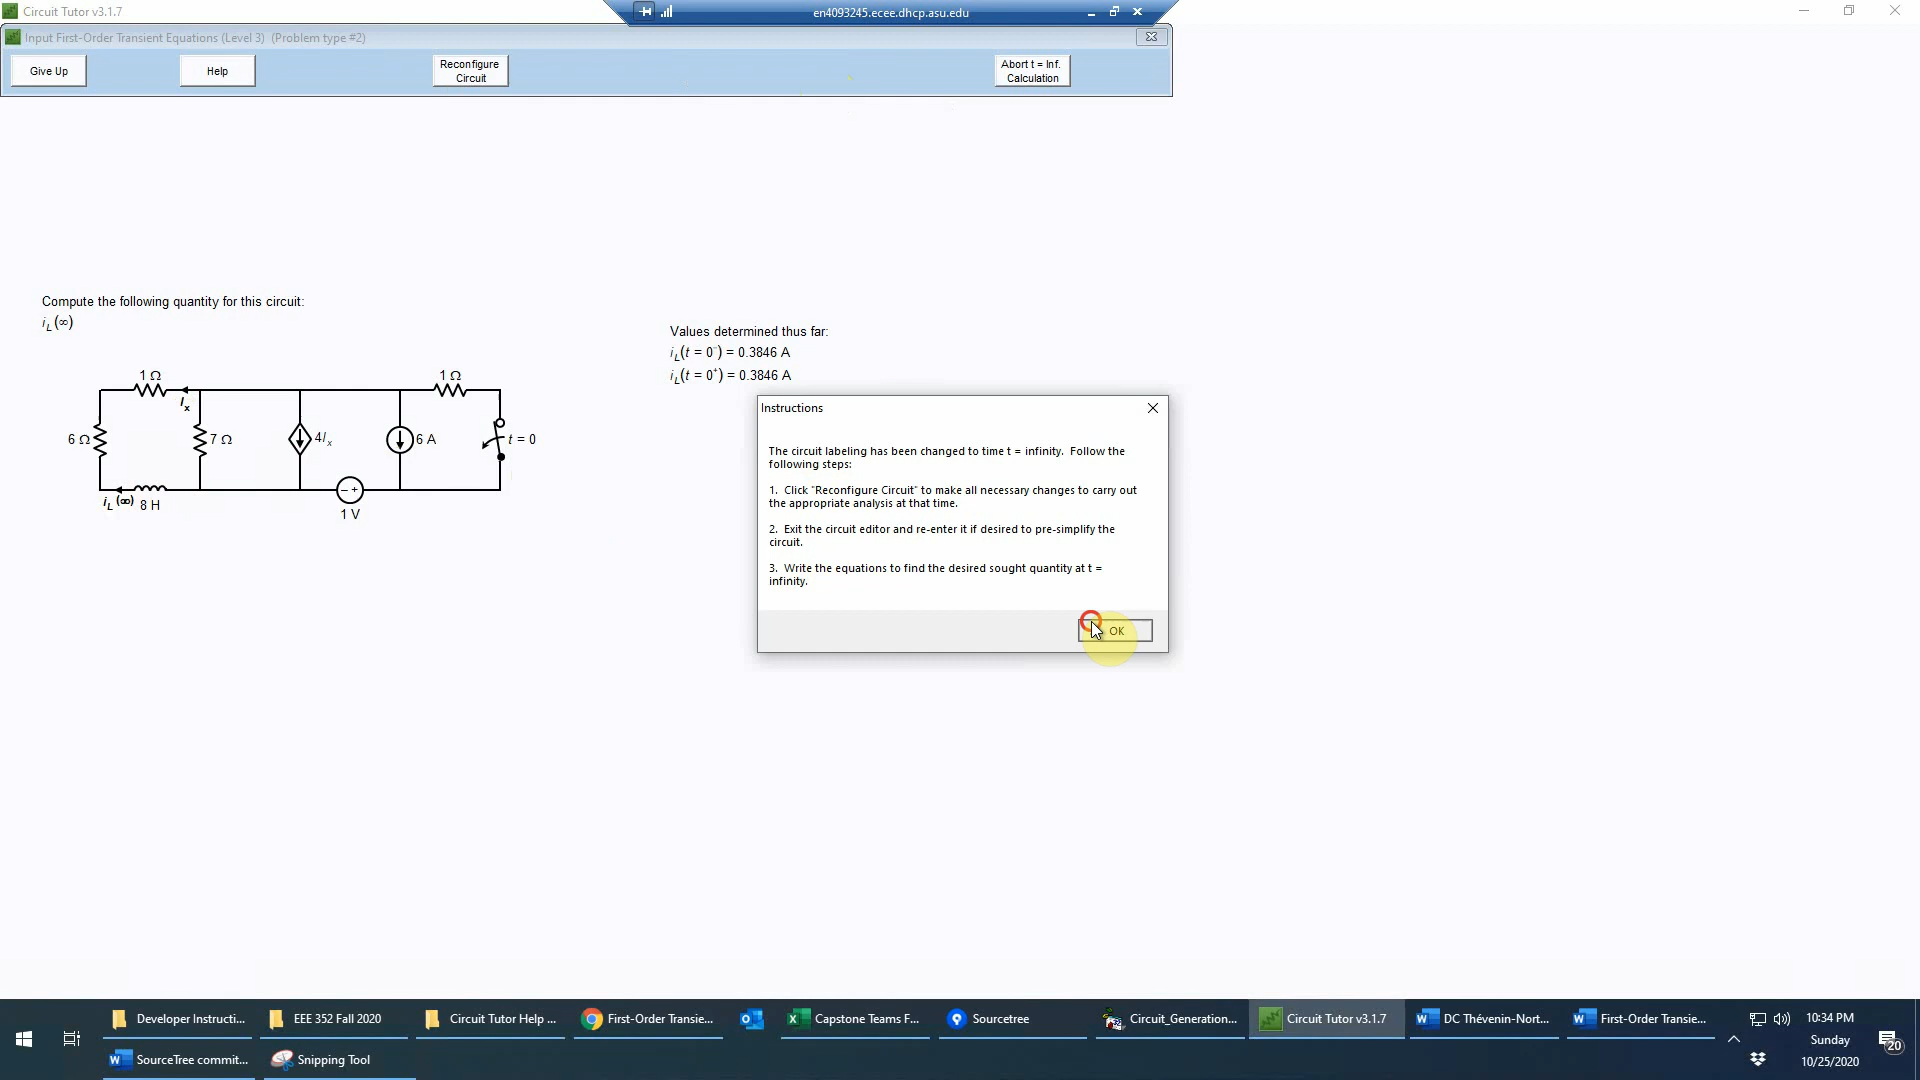 Circuit Tutor v3.1.7
en4093245.ecee.dhcp.asu.edu
Input First-Order Transient Equations (Level 3)  (Problem type #2)
Give Up
Help
Reconfigure
Circuit
Abort t = Inf.
Calculation
Compute the following quantity for this circuit:
iL(∞)
Values determined thus far:
iL(t = 0⁻) = 0.3846 A
iL(t = 0⁺) = 0.3846 A
1 Ω
1 Ω
Ix
6 Ω
7 Ω
4Ix
6 A
t = 0
iL(∞)
8 H
- +
1 V
Instructions
The circuit labeling has been changed to time t = infinity.  Follow the
following steps:
1.  Click "Reconfigure Circuit" to make all necessary changes to carry out
the appropriate analysis at that time.
2.  Exit the circuit editor and re-enter it if desired to pre-simplify the
circuit.
3.  Write the equations to find the desired sought quantity at t =
infinity.
OK
Developer Instructi...
EEE 352 Fall 2020
Circuit Tutor Help ...
First-Order Transie...
Capstone Teams F...
Sourcetree
Circuit_Generation...
Circuit Tutor v3.1.7
DC Thévenin-Nort...
First-Order Transie...
SourceTree commit...
Snipping Tool
10:34 PM
Sunday
10/25/2020
20